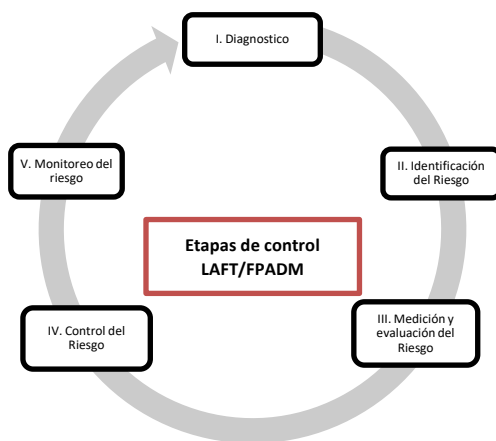 I. Diagnostico
II. Identificación
del Riesgo
III. Medición y
evaluación del
Riesgo
IV. Control del
Riesgo
V. Monitoreo del
riesgo
Etapas de control
LAFT/FPADM